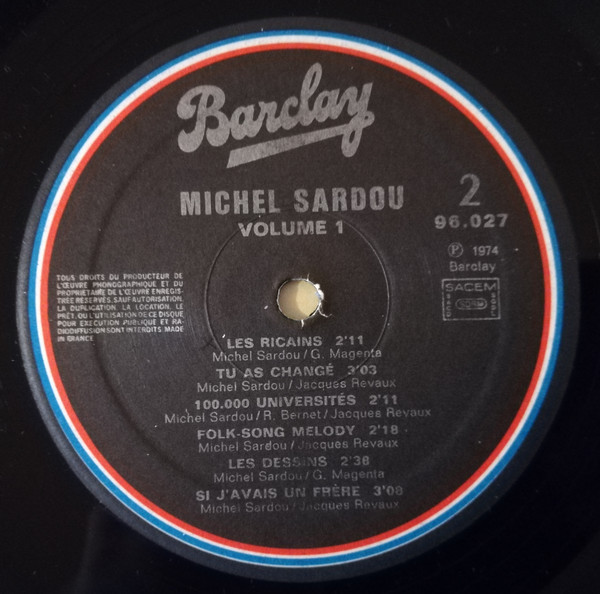 Barclay
MICHEL SARDOU
VOLUME 1
2
96.027
Ⓟ 1974
Barclay
SACEM
TOUS DROITS DU PRODUCTEUR DE
L'ŒUVRE PHONOGRAPHIQUE ET DU
PROPRIETAIRE DE L'ŒUVRE ENREGIS-
TREE RESERVES. SAUF AUTORISATION.
LA DUPLICATION, LA LOCATION, LE
PRÊT, OU L'UTILISATION DE CE DISQUE
POUR EXECUTION PUBLIQUE ET RA-
DIODIFFUSION SONT INTERDITS. MADE
IN FRANCE
LES RICAINS 2'11
Michel Sardou / G. Magenta
TU AS CHANGÉ 3'03
Michel Sardou / Jacques Revaux
100.000 UNIVERSITÉS 2'11
Michel Sardou / R. Bernet / Jacques Revaux
FOLK-SONG MELODY 2'18
Michel Sardou / Jacques Revaux
LES DESSINS 2'36
Michel Sardou / G. Magenta
SI J'AVAIS UN FRÈRE 3'08
Michel Sardou / Jacques Revaux